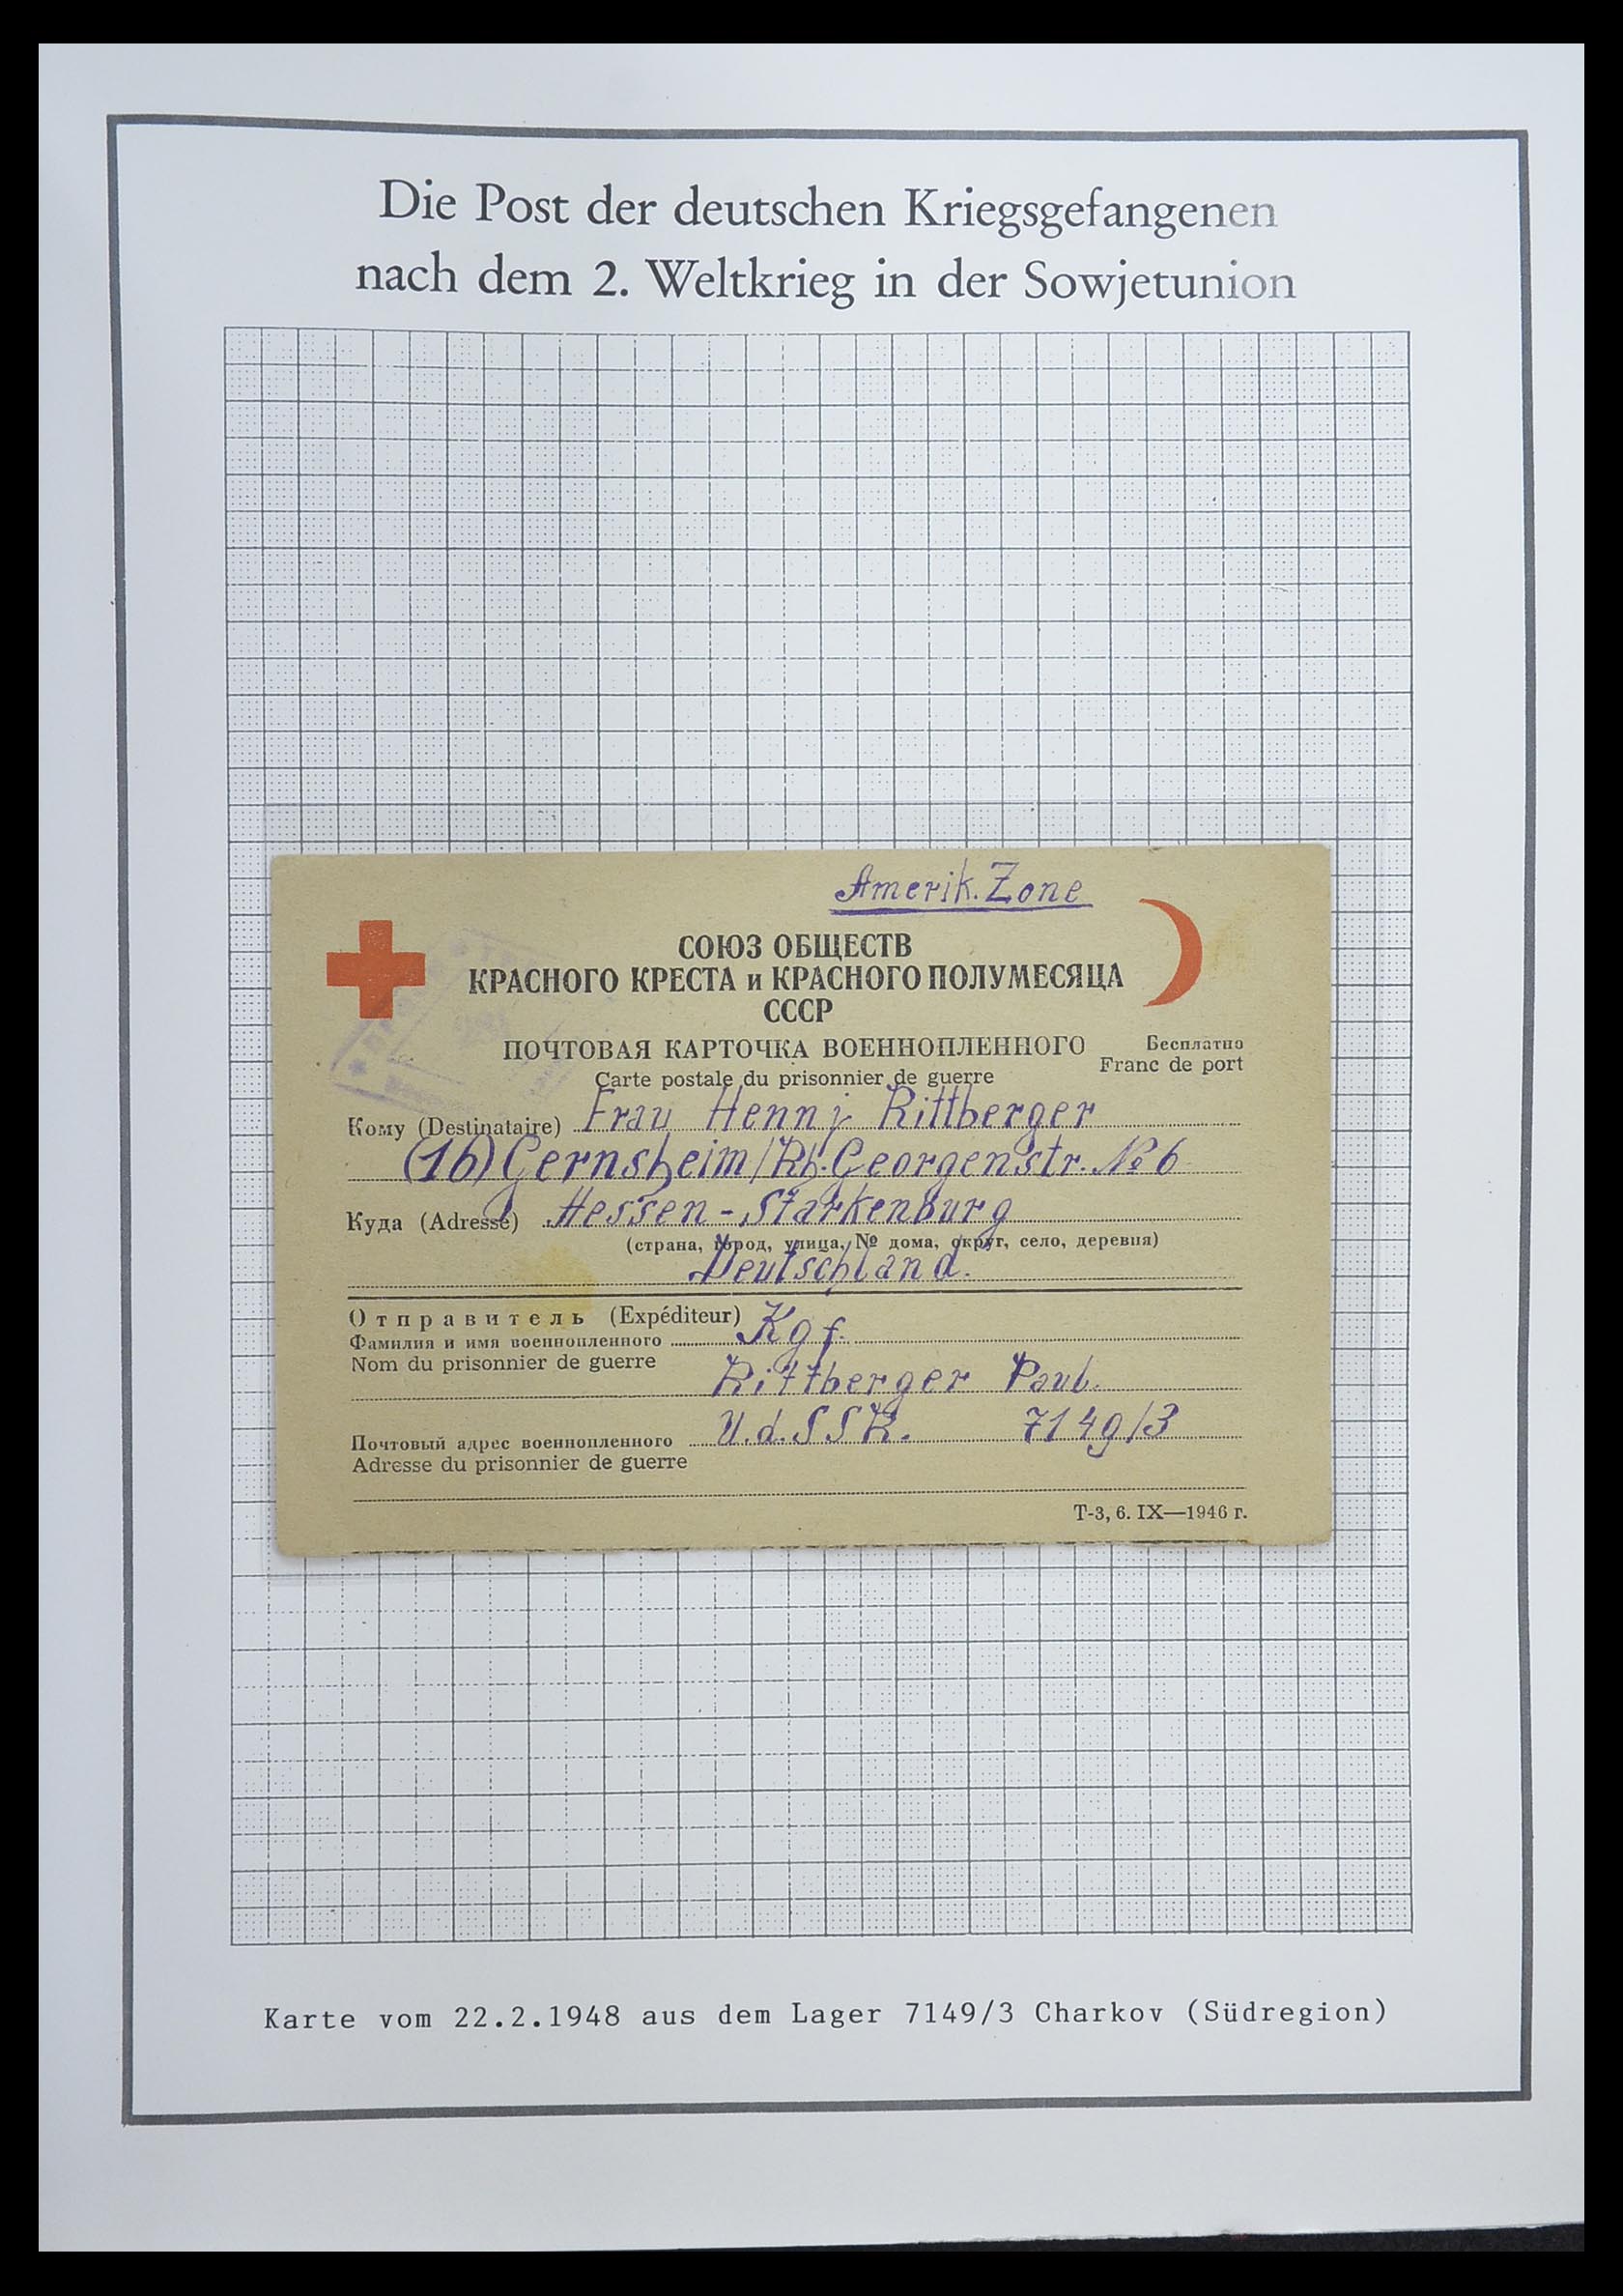 Die Post der deutschen Kriegsgefangenen
nach dem 2. Weltkrieg in der Sowjetunion
Amerik. Zone
СОЮЗ ОБЩЕСТВ
КРАСНОГО КРЕСТА и КРАСНОГО ПОЛУМЕСЯЦА
СССР
ПОЧТОВАЯ КАРТОЧКА ВОЕННОПЛЕННОГО
Бесплатно
Carte postale du prisonnier de guerre
Franc de port
Кому (Destinataire) Frau Henny Rittberger
(16) Gernsheim/Rh. Georgenstr. № 6
Куда (Adresse) Hessen-Starkenburg
(страна, город, улица, № дома, округ, село, деревня)
Deutschland.
Отправитель (Expéditeur) Kgf.
Фамилия и имя военнопленного
Nom du prisonnier de guerre
Rittberger Paul.
Почтовый адрес военнопленного U.d.SSR. 7149/3
Adresse du prisonnier de guerre
Т-3, 6. IX—1946 г.
Karte vom 22.2.1948 aus dem Lager 7149/3 Charkov (Südregion)